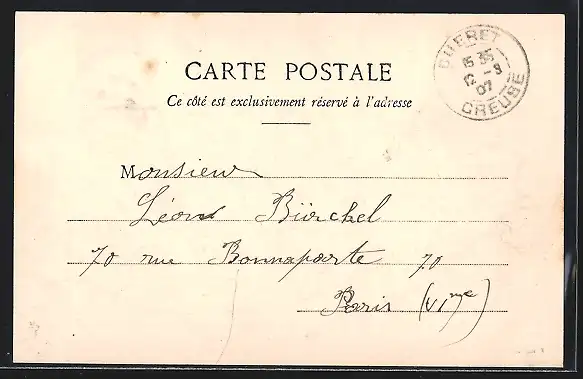 CARTE POSTALE
Ce côté est exclusivement réservé à l'adresse
GUERET
15 35
12 - 9
07
CREUSE
Monsieur
Léon Bürchel
70 rue Bonnaparte 70
Paris (VIme)